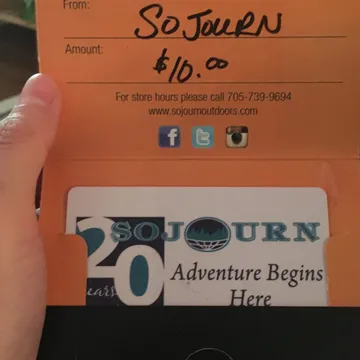 From:
SOJOURN
Amount:
$10.00
For store hours please call 705-739-9694
www.sojournoutdoors.com
20
years
SOJOURN
Adventure Begins
Here